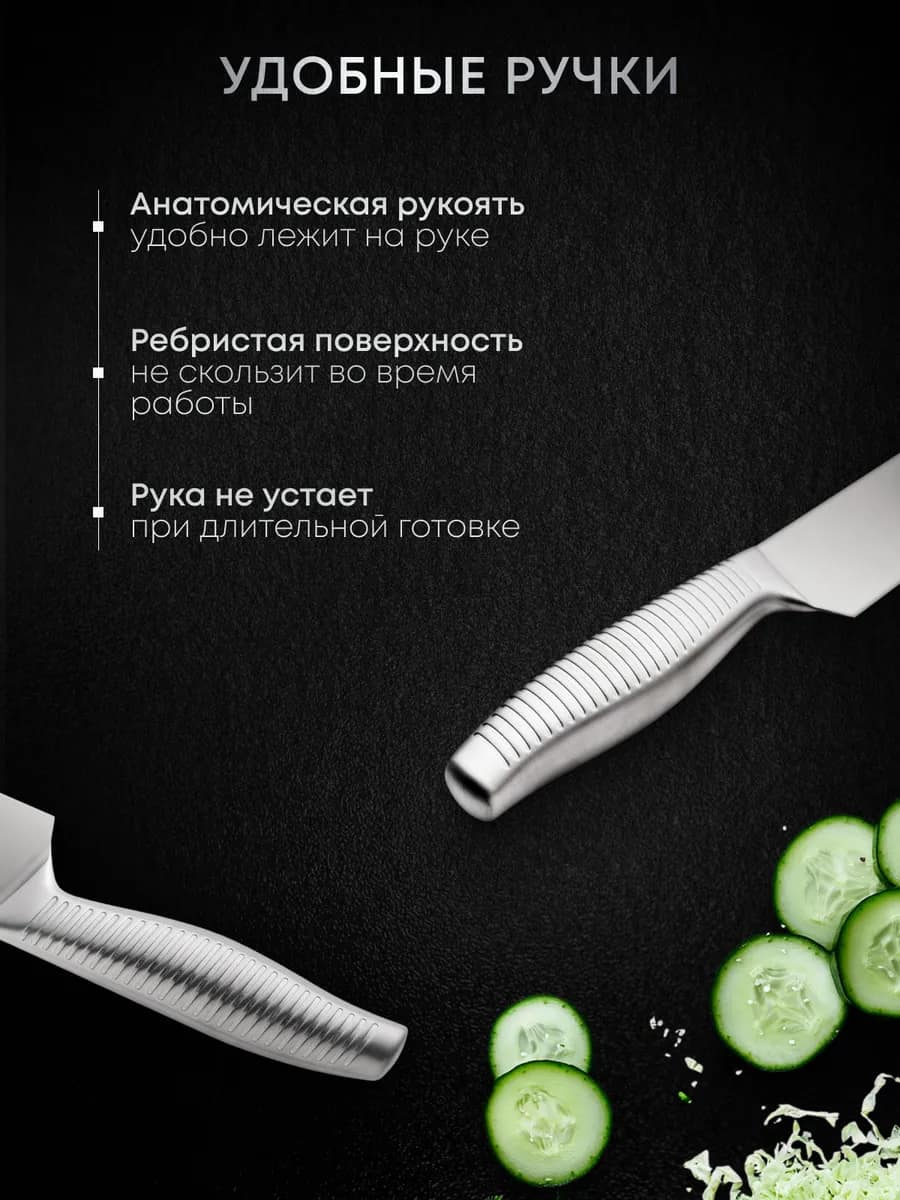 УДОБНЫЕ РУЧКИ
Анатомическая рукоять
удобно лежит на руке
Ребристая поверхность
не скользит во время
работы
Рука не устает
при длительной готовке